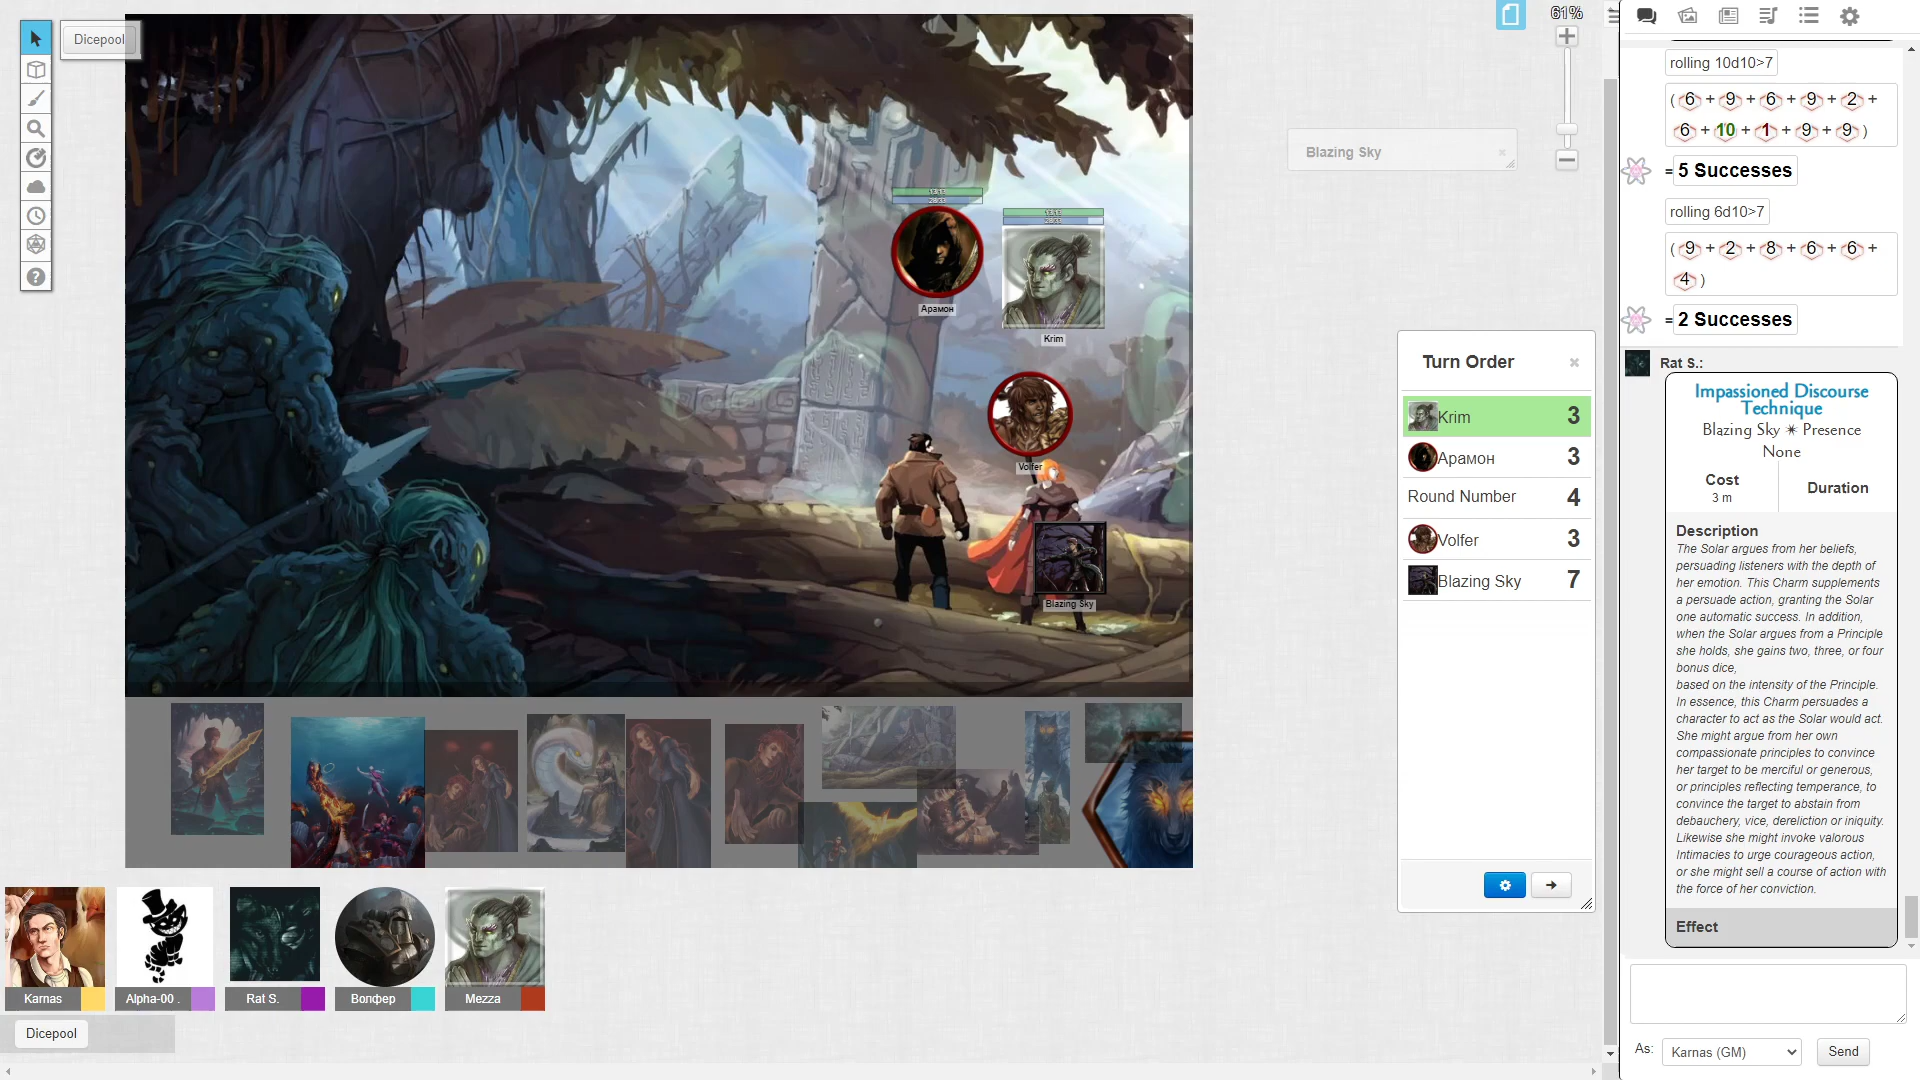 Dicepool
61%
Blazing Sky ×
Арамон
Krim
Volfer
Blazing Sky
Turn Order ×
Krim 3
Арамон 3
Round Number 4
Volfer 3
Blazing Sky 7
Karnas
Alpha-00 .
Rat S.
Вonфep
Mezza
Dicepool
rolling 10d10>7
(6+9+6+9+2+
6+10+1+9+9)
=5 Successes
rolling 6d10>7
(9+2+8+6+6+
4)
=2 Successes
Rat S.:
Impassioned Discourse
Technique
Blazing Sky ✴ Presence
None
Cost
3 m
Duration
Description
The Solar argues from her beliefs,
persuading listeners with the depth of
her emotion. This Charm supplements
a persuade action, granting the Solar
one automatic success. In addition,
when the Solar argues from a Principle
she holds, she gains two, three, or four
bonus dice,
based on the intensity of the Principle.
In essence, this Charm persuades a
character to act as the Solar would act.
She might argue from her own
compassionate principles to convince
her target to be merciful or generous,
or principles reflecting temperance, to
convince the target to abstain from
debauchery, vice, dereliction or iniquity.
Likewise she might invoke valorous
Intimacies to urge courageous action,
or she might sell a course of action with
the force of her conviction.
Effect
As: Karnas (GM) Send